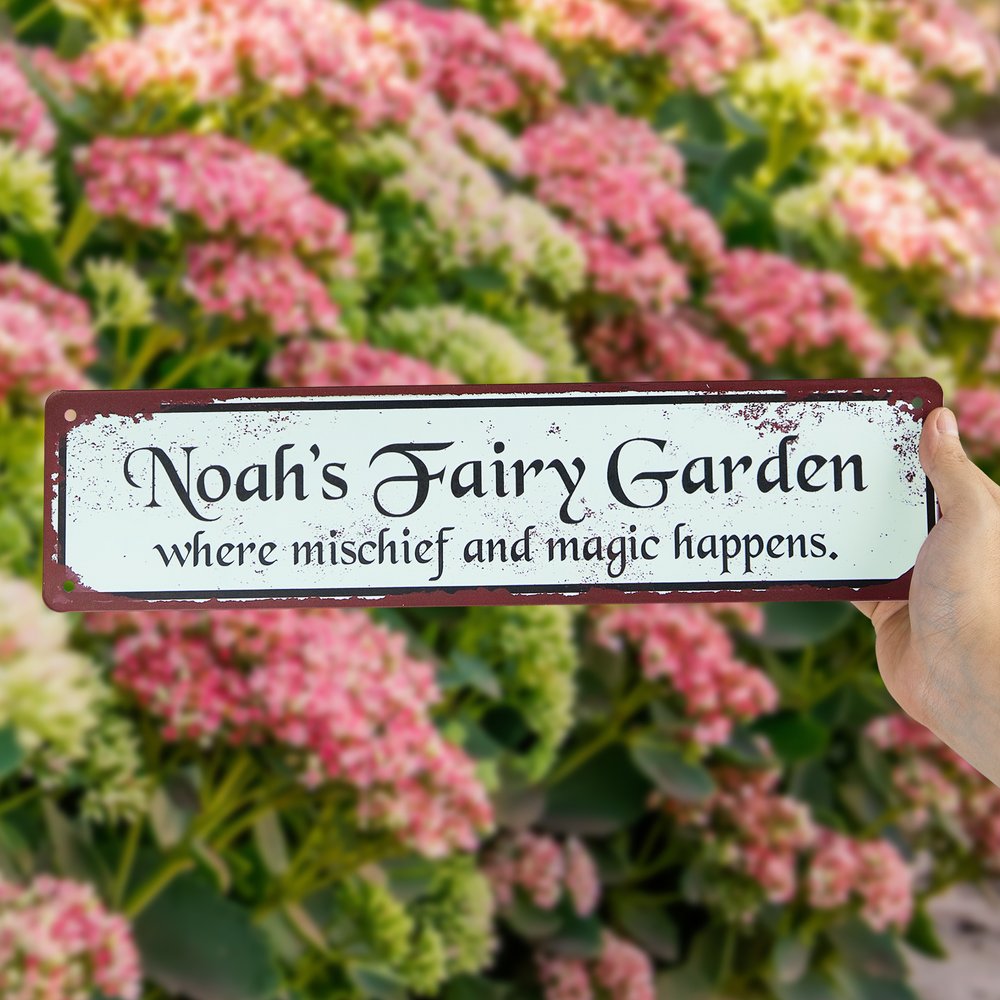 Noah's Fairy Garden
where mischief and magic happens.